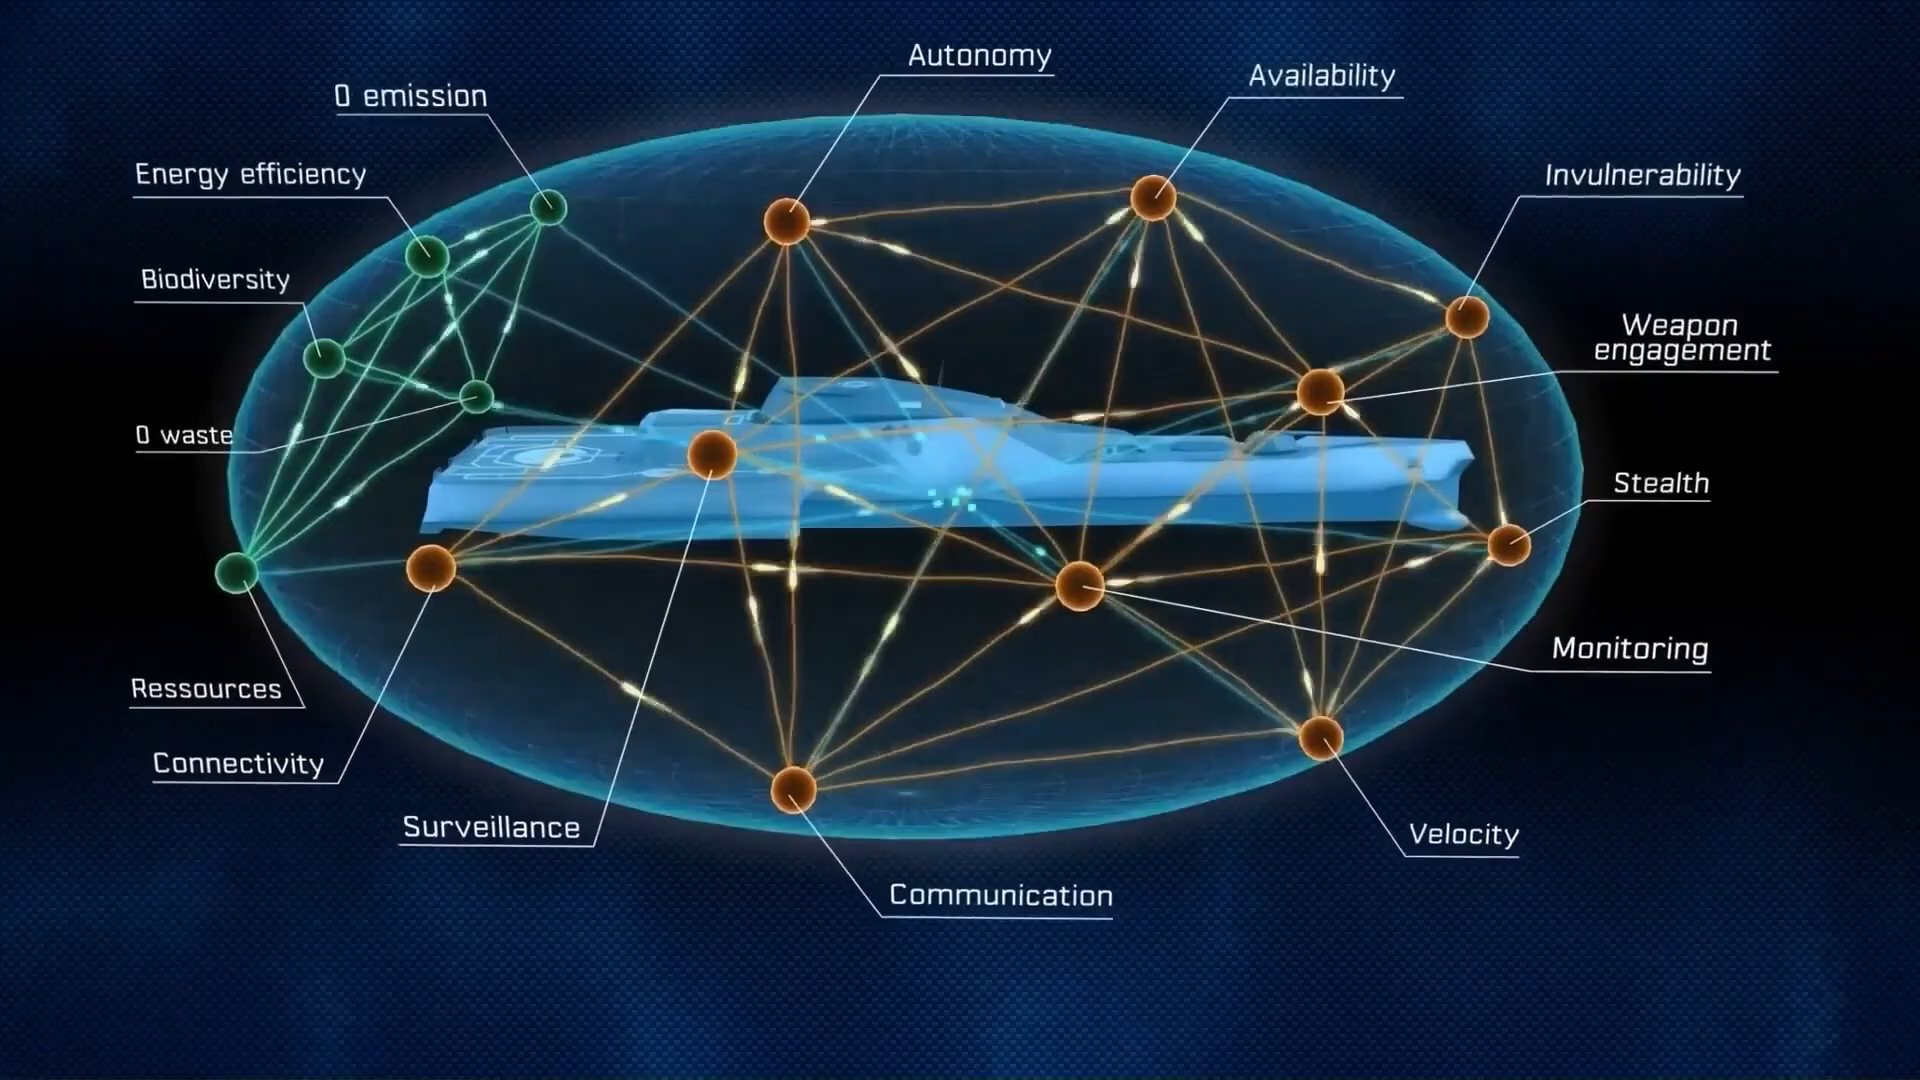 Autonomy
Availability
0 emission
Energy efficiency
Invulnerability
Biodiversity
Weapon
engagement
0 waste
Stealth
Monitoring
Ressources
Connectivity
Surveillance
Velocity
Communication